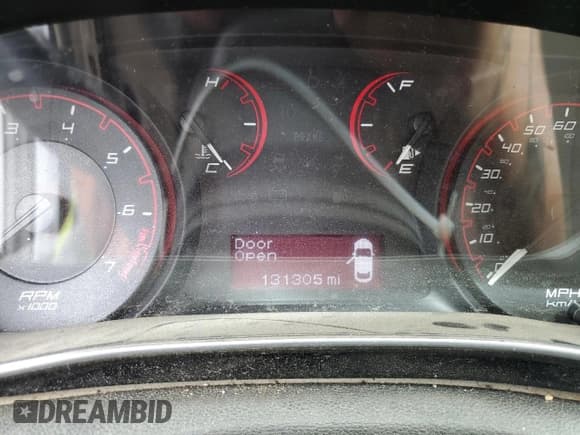 H
F
3
4
5
6
7
C
E
50
60
40
30
20
10
Door
Open
131305 mi
RPM
x1000
MPH
km/
DREAMBID